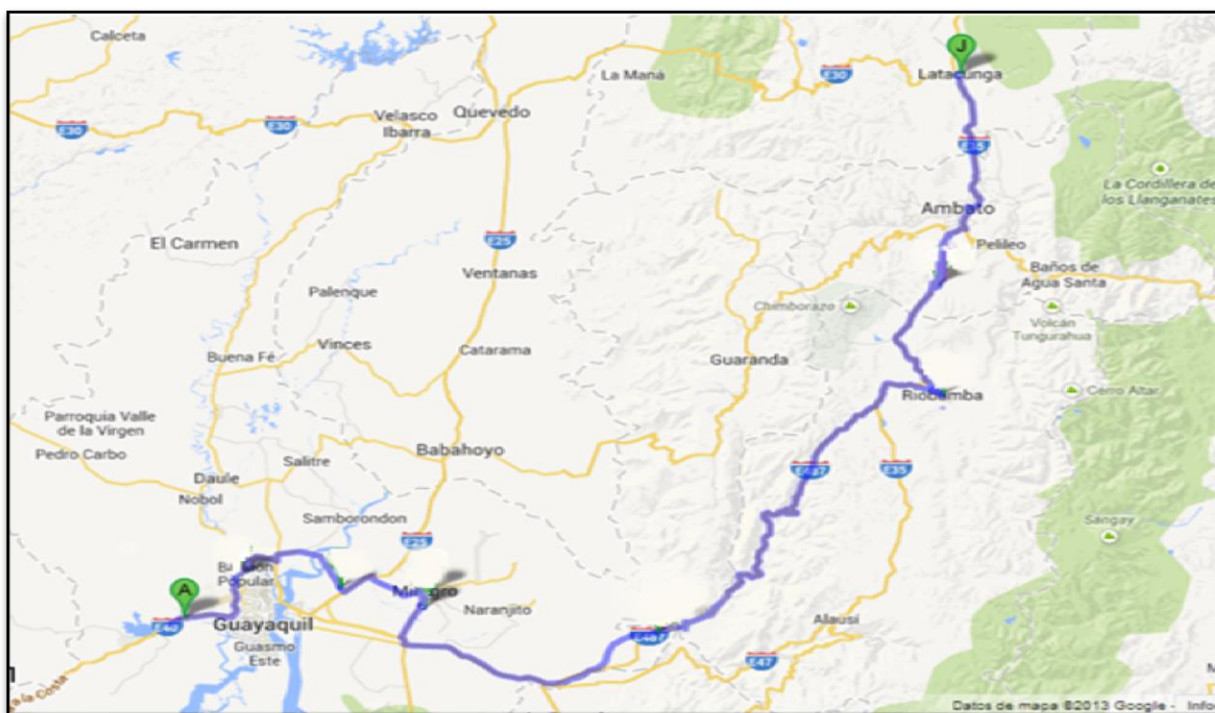 Calceta
J
Latacunga
La Maná
E30
Quevedo
Velasco
Ibarra
E30
E30
E35
La Cordillera de
los Llanganates
Ambato
Pelileo
El Carmen
E25
Ventanas
Baños de
Agua Santa
Palenque
Chimborazo
Volcán
Tungurahua
Vinces
Catarama
Buena Fé
Guaranda
Riobamba
Cerro Altar
Parroquia Valle
de la Virgen
Pedro Carbo
Babahoyo
Salitre
E487
E35
Daule
Nobol
Samborondon
Sangay
E25
Popular
A
Naranjito
Guayaquil
E40
Alausí
E487
Guasmo
Este
E47
a la Costa
Datos de mapa ©2013 Google -